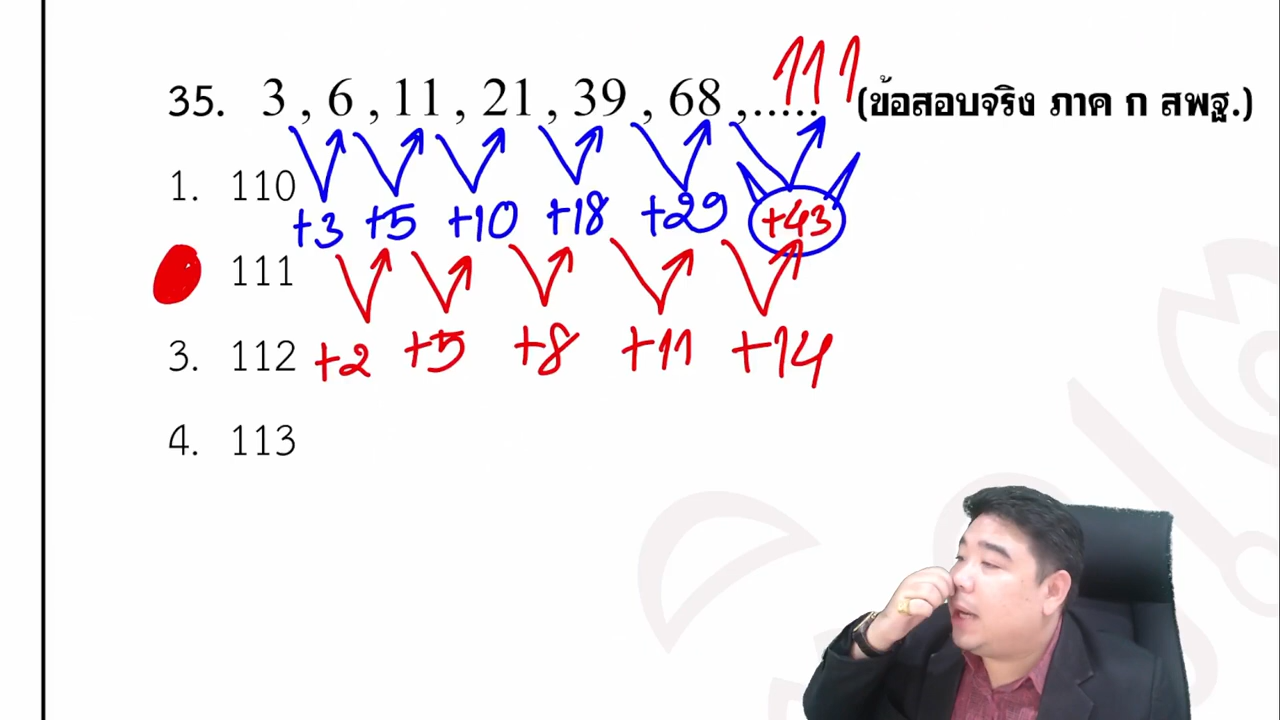 111
35. 3 , 6 , 11 , 21 , 39 , 68 ,..... (ข้อสอบจริง ภาค ก สพฐ.)
1. 110
+3 +5 +10 +18 +29 +43
111
3. 112
+2 +5 +8 +11 +14
4. 113